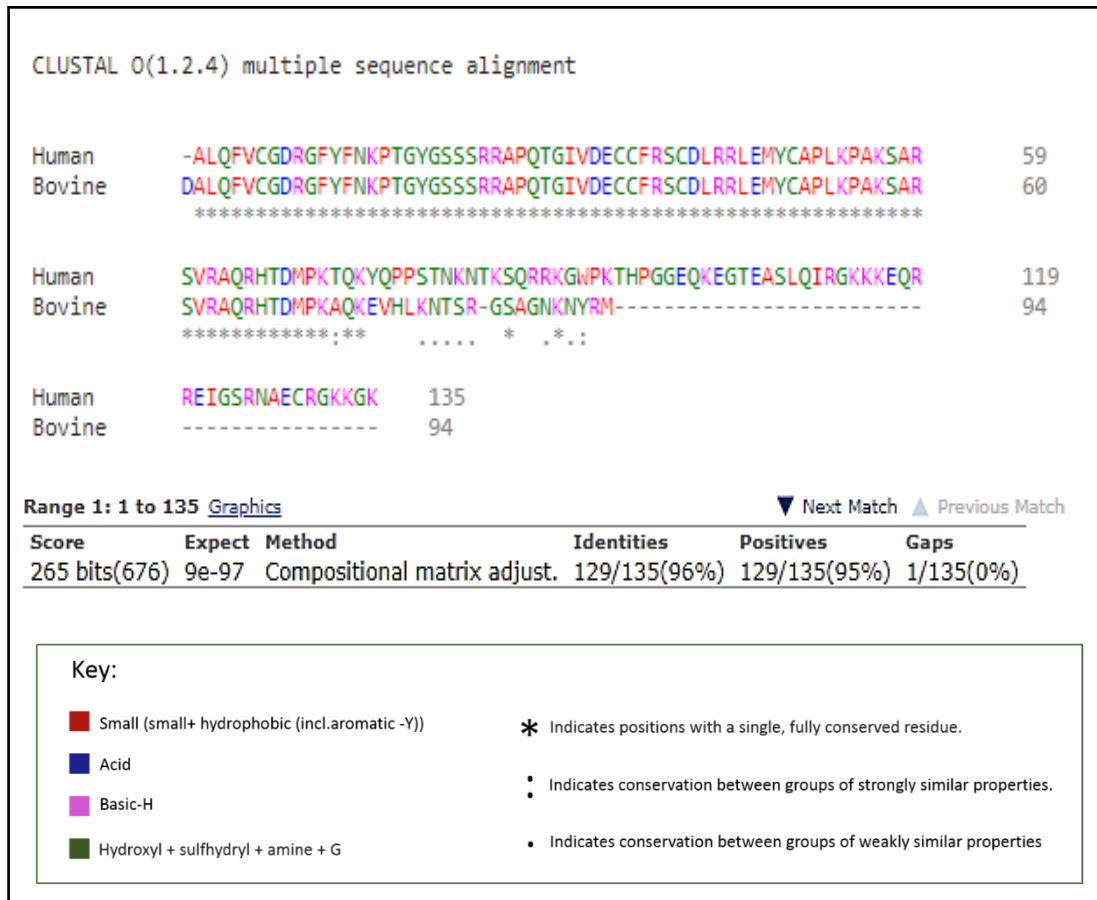 CLUSTAL O(1.2.4) multiple sequence alignment
Human -ALQFVCGDRGFYFNKPTGYGSSSRRAPQTGIVDECCFRSCDLRRLEMYCAPLKPAKSAR 59
Bovine DALQFVCGDRGFYFNKPTGYGSSSRRAPQTGIVDECCFRSCDLRRLEMYCAPLKPAKSAR 60
***********************************************************
Human SVRAQRHTDMPKTQKYQPPSTNKNTKSQRRKGWPKTHPGGEQKEGTEASLQIRGKKKEQR 119
Bovine SVRAQRHTDMPKAQKEVHLKNTSR-GSAGNKNYRM------------------------- 94
************:** ..... * .*.:
Human REIGSRNAECRGKKGK 135
Bovine ---------------- 94
Range 1: 1 to 135 Graphics ▼ Next Match ▲ Previous Match
Score Expect Method Identities Positives Gaps
265 bits(676) 9e-97 Compositional matrix adjust. 129/135(96%) 129/135(95%) 1/135(0%)
Key:
Small (small+ hydrophobic (incl.aromatic -Y)) * Indicates positions with a single, fully conserved residue.
Acid : Indicates conservation between groups of strongly similar properties.
Basic-H
Hydroxyl + sulfhydryl + amine + G . Indicates conservation between groups of weakly similar properties